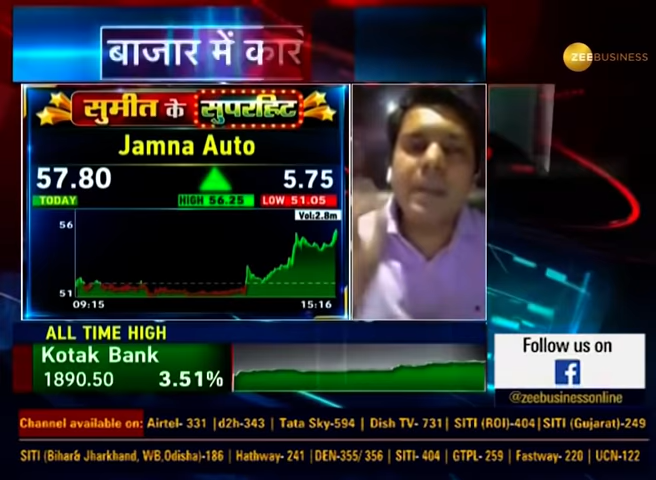 बाजार में कारो
ZEEBUSINESS
सुमीत के सुपरहिट
Jamna Auto
57.80 5.75
TODAY HIGH 56.25 LOW 51.05
Vol:2.8m
56
51
09:15 15:16
ALL TIME HIGH
Kotak Bank
1890.50 3.51%
Follow us on
@zeebusinessonline
Channel available on: Airtel- 331 | d2h-343 | Tata Sky-594 | Dish TV- 731 | SITI (ROI)-404 | SITI (Gujarat)-249
SITI (Bihar& Jharkhand, WB,Odisha)-186 | Hathway- 241 | DEN-355/ 356 | SITI- 404 | GTPL- 259 | Fastway- 220 | UCN-122